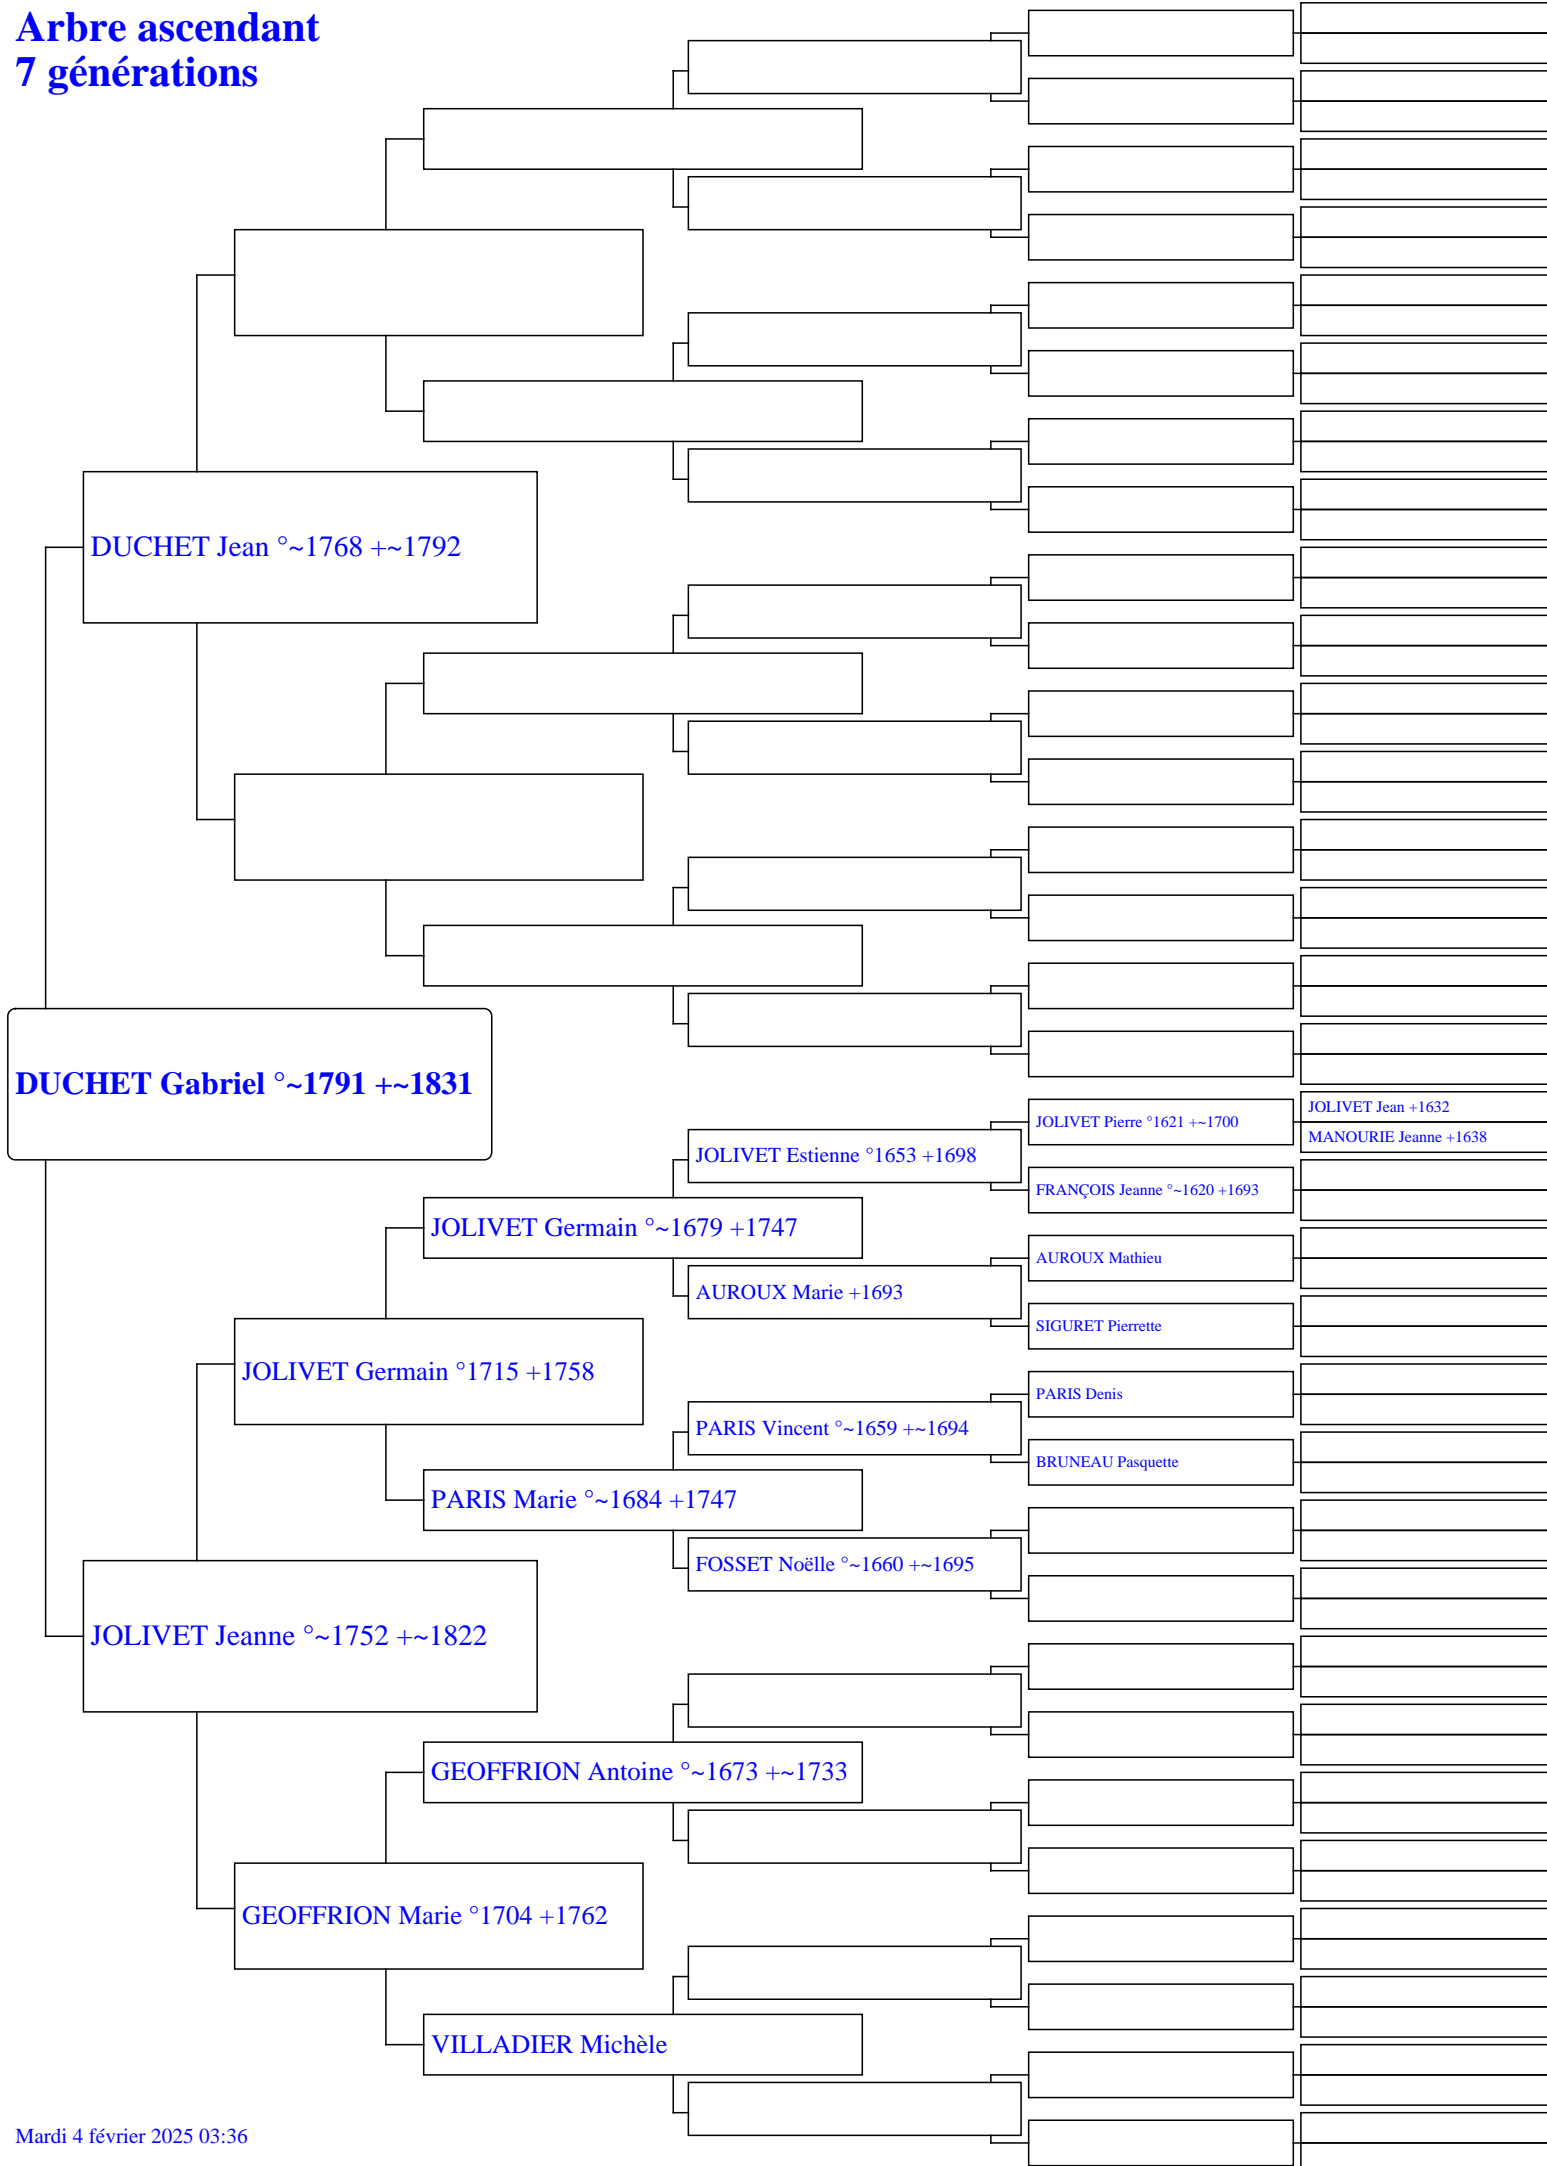 Arbre ascendant
7 générations
DUCHET Jean °~1768 +~1792
DUCHET Gabriel °~1791 +~1831
JOLIVET Pierre °1621 +~1700
JOLIVET Jean +1632
MANOURIE Jeanne +1638
JOLIVET Estienne °1653 +1698
FRANÇOIS Jeanne °~1620 +1693
JOLIVET Germain °~1679 +1747
AUROUX Mathieu
AUROUX Marie +1693
SIGURET Pierrette
JOLIVET Germain °1715 +1758
PARIS Denis
PARIS Vincent °~1659 +~1694
BRUNEAU Pasquette
PARIS Marie °~1684 +1747
FOSSET Noëlle °~1660 +~1695
JOLIVET Jeanne °~1752 +~1822
GEOFFRION Antoine °~1673 +~1733
GEOFFRION Marie °1704 +1762
VILLADIER Michèle
Mardi 4 février 2025 03:36